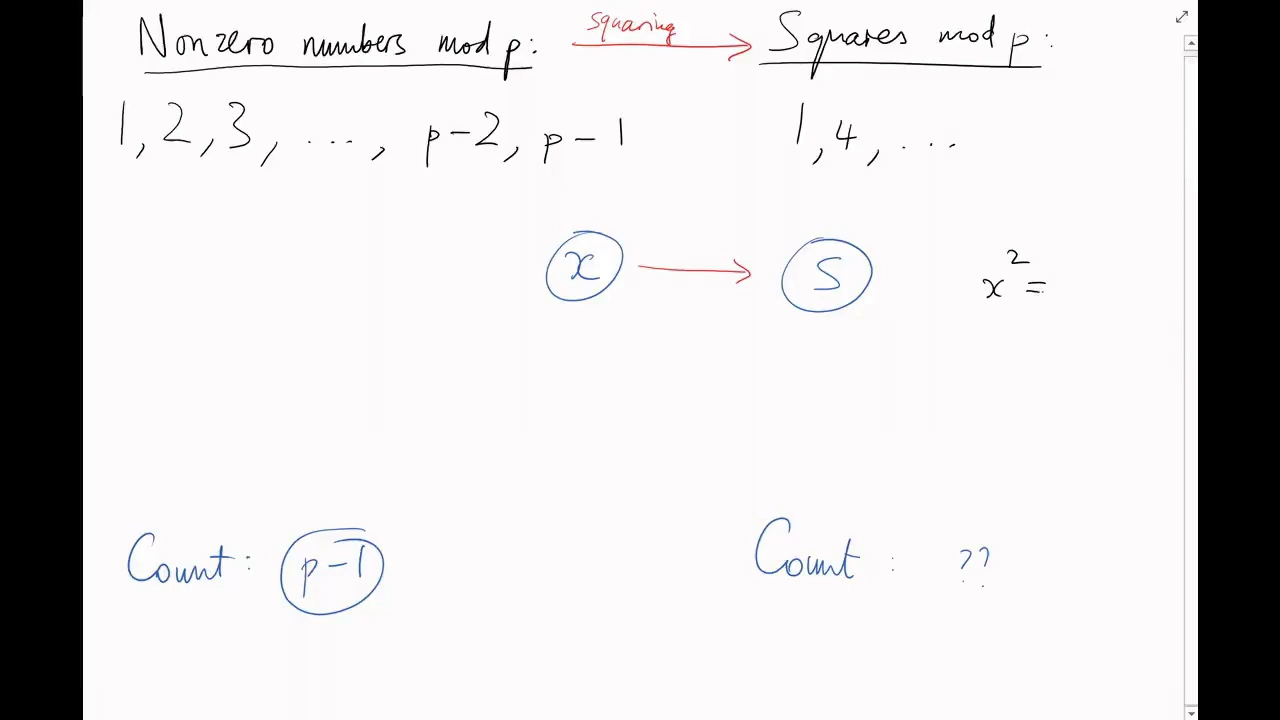 Nonzero numbers mod p: squaring Squares mod p:
1, 2, 3, ..., p-2, p-1 1, 4, ...
x S x² =
Count: p-1 Count: ??